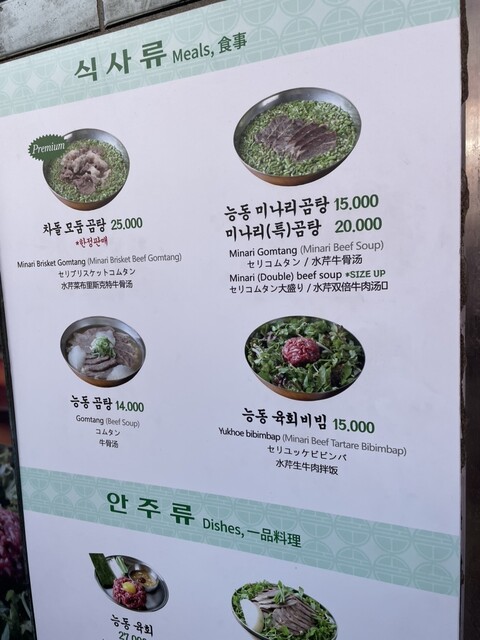 식사류 Meals, 食事
Premium
차돌 모둠 곰탕 25,000
*한정판매
Minari Brisket Gomtang (Minari Brisket Beef Gomtang)
セリブリスケットコムタン
水芹菜布里斯克特牛骨汤
능동 미나리곰탕 15,000
미나리(특)곰탕 20,000
Minari Gomtang (Minari Beef Soup)
セリコムタン / 水芹牛骨汤
Minari (Double) beef soup *SIZE UP
セリコムタン大盛り / 水芹双倍牛肉汤▯
능동 곰탕 14,000
Gomtang (Beef Soup)
コムタン
牛骨汤
능동 육회비빔 15,000
Yukhoe bibimbap (Minari Beef Tartare Bibimbap)
セリユッケビビンバ
水芹生牛肉拌饭
안주류 Dishes, 一品料理
능동 육회
27,000